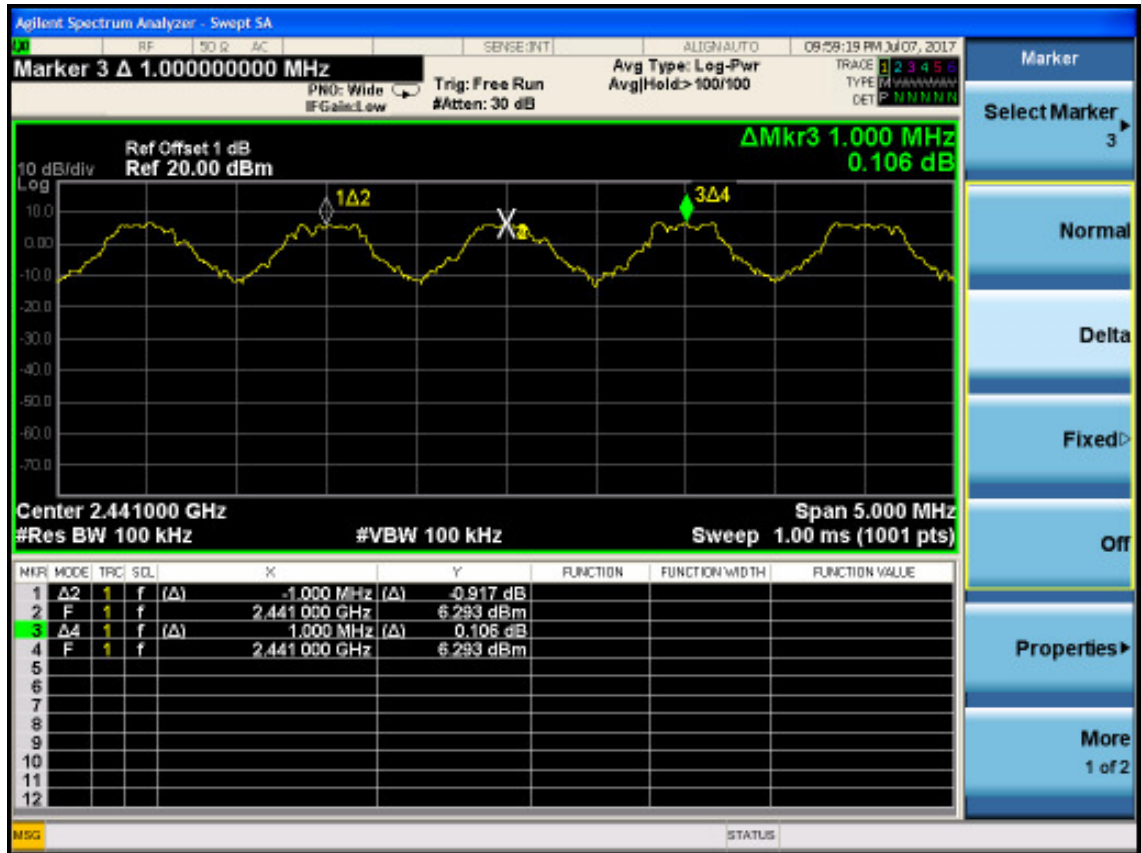 Agilent Spectrum Analyzer - Swept SA
RF 50 Ω AC SENSE:INT ALIGN AUTO 09:59:19 PM Jul 07, 2017
Marker 3 Δ 1.000000000 MHz
PNO: Wide
IFGain:Low
Trig: Free Run
#Atten: 30 dB
Avg Type: Log-Pwr
Avg|Hold:>100/100
TRACE 1 2 3 4 5 6
TYPE M
DET P N N N N N
ΔMkr3 1.000 MHz
0.106 dB
Ref Offset 1 dB
10 dB/div Ref 20.00 dBm
Log
10.0
0.00
-10.0
-20.0
-30.0
-40.0
-50.0
-60.0
-70.0
1Δ2
3Δ4
Center 2.441000 GHz Span 5.000 MHz
#Res BW 100 kHz #VBW 100 kHz Sweep 1.00 ms (1001 pts)
MKR MODE TRC SCL X Y FUNCTION FUNCTION WIDTH FUNCTION VALUE
1 Δ2 1 f (Δ) -1.000 MHz (Δ) -0.917 dB
2 F 1 f 2.441 000 GHz 6.293 dBm
3 Δ4 1 f (Δ) 1.000 MHz (Δ) 0.106 dB
4 F 1 f 2.441 000 GHz 6.293 dBm
5
6
7
8
9
10
11
12
MSG STATUS
Marker
Select Marker
3
Normal
Delta
Fixed
Off
Properties
More
1 of 2